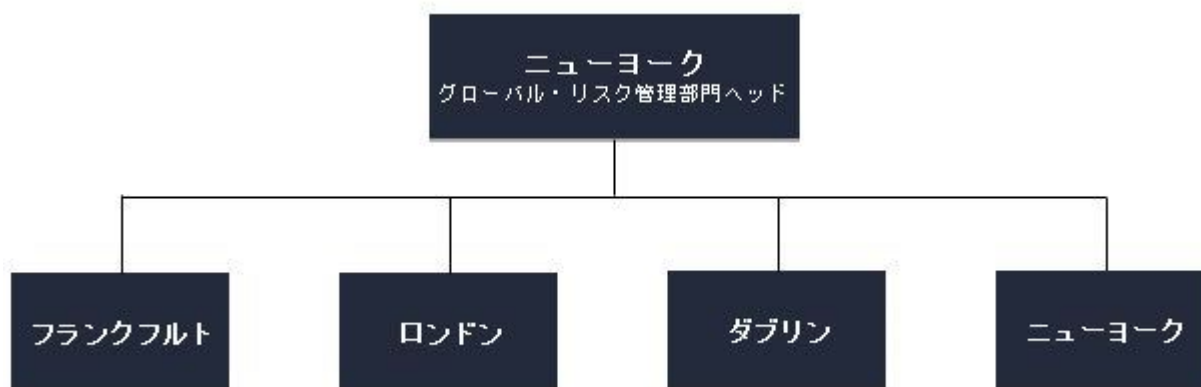 ニューヨーク
グローバル・リスク管理部門ヘッド
フランクフルト
ロンドン
ダブリン
ニューヨーク